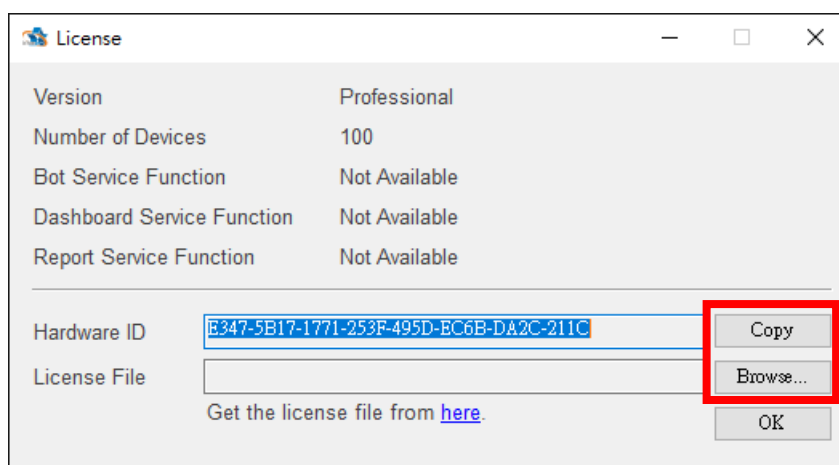 License
Version Professional
Number of Devices 100
Bot Service Function Not Available
Dashboard Service Function Not Available
Report Service Function Not Available
Hardware ID E347-5B17-1771-253F-495D-EC6B-DA2C-211C Copy
License File Browse...
Get the license file from here.
OK